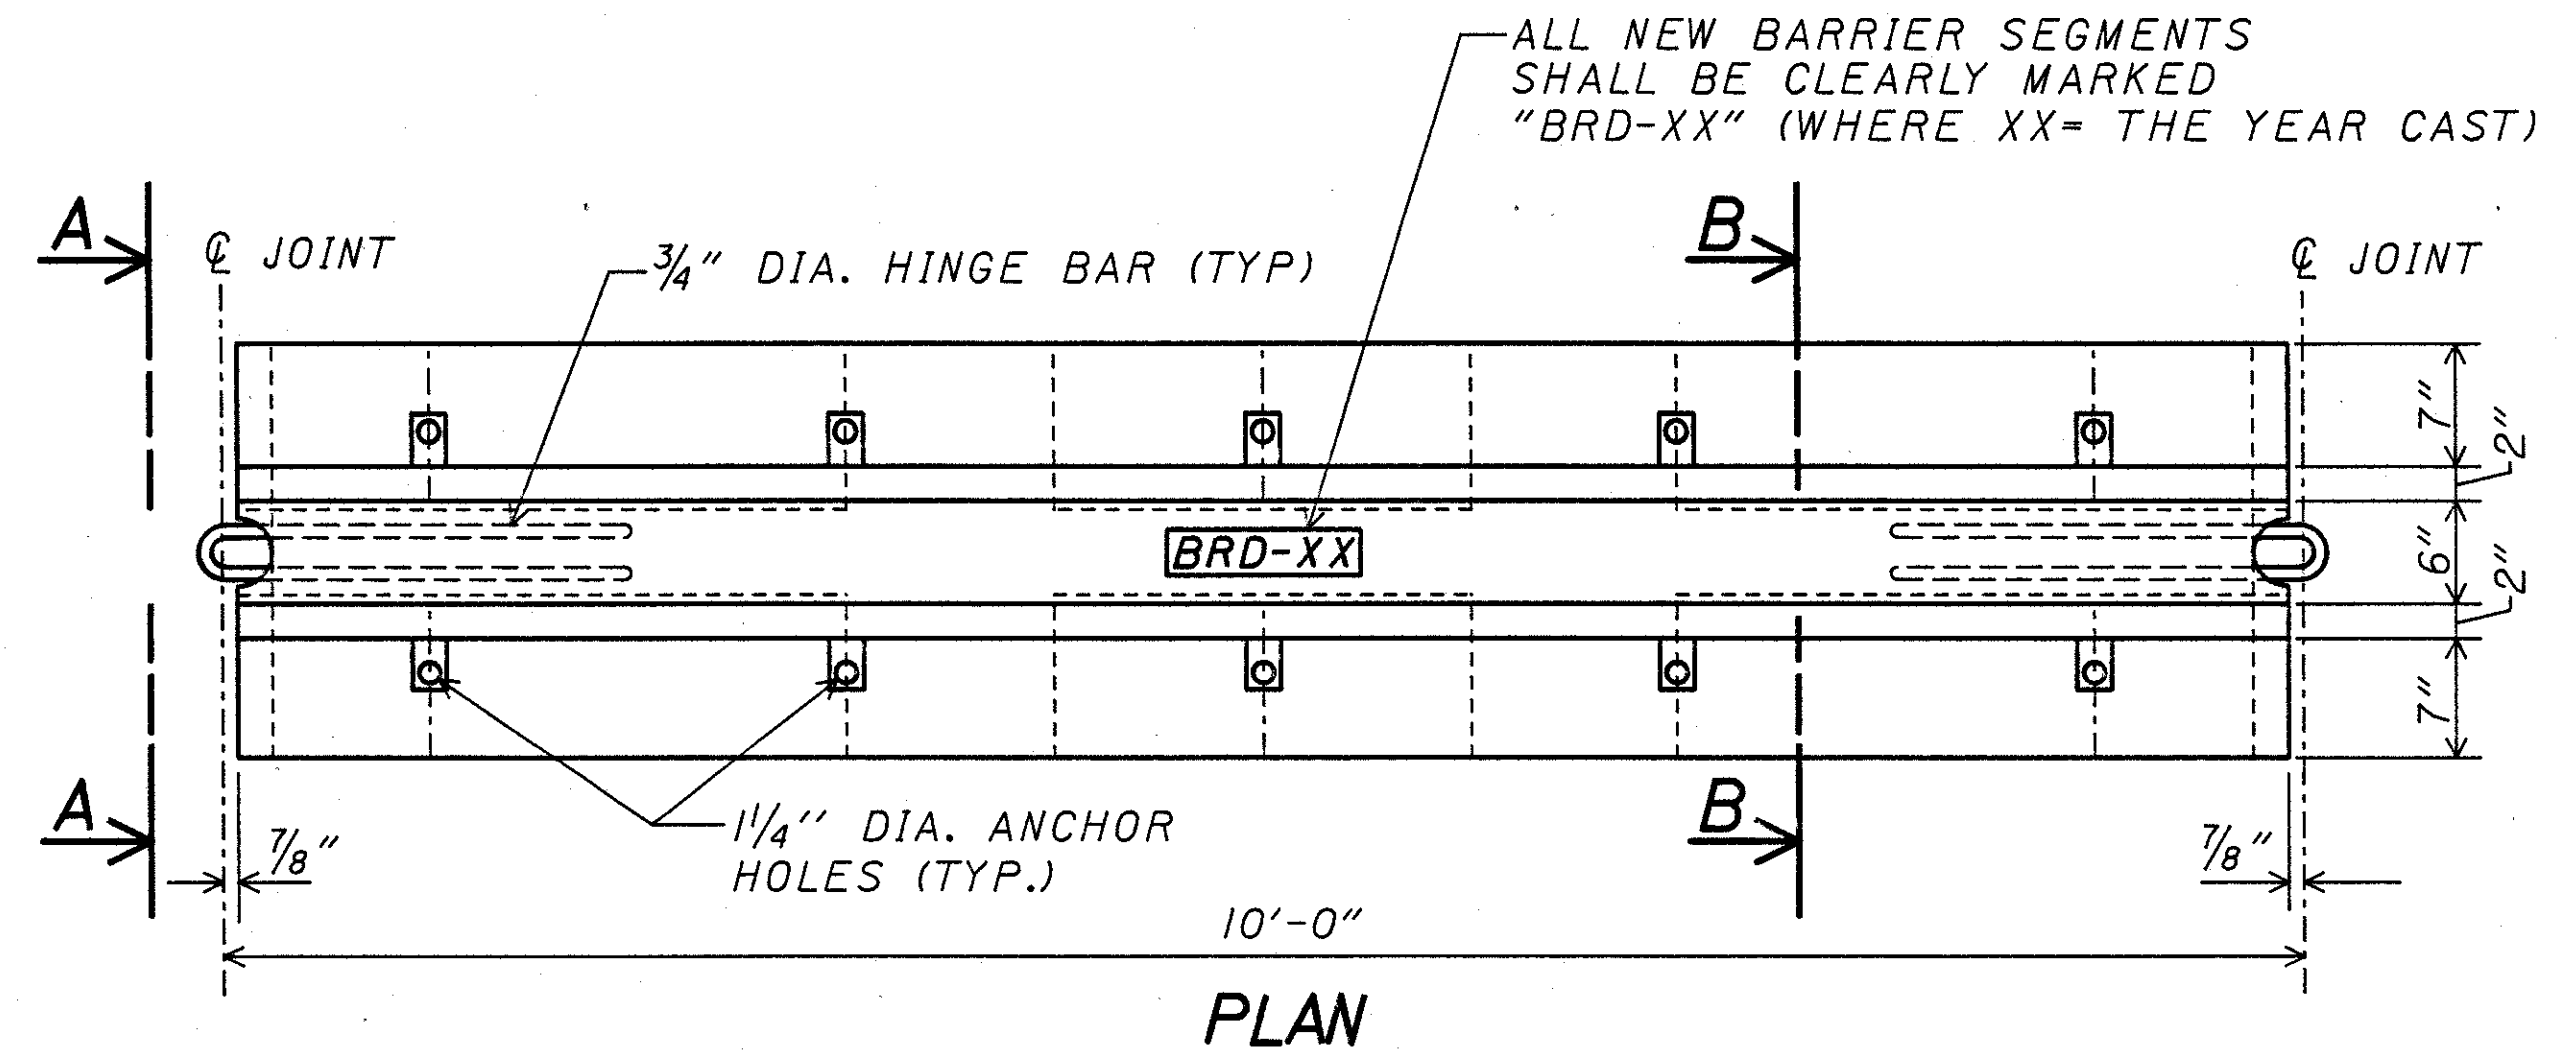 ALL NEW BARRIER SEGMENTS
SHALL BE CLEARLY MARKED
"BRD-XX" (WHERE XX= THE YEAR CAST)
A
B
℄ JOINT
3/4" DIA. HINGE BAR (TYP)
℄ JOINT
7"
2"
6"
BRD-XX
2"
7"
A
B
7/8"
1 1/4" DIA. ANCHOR
HOLES (TYP.)
7/8"
10'-0"
PLAN